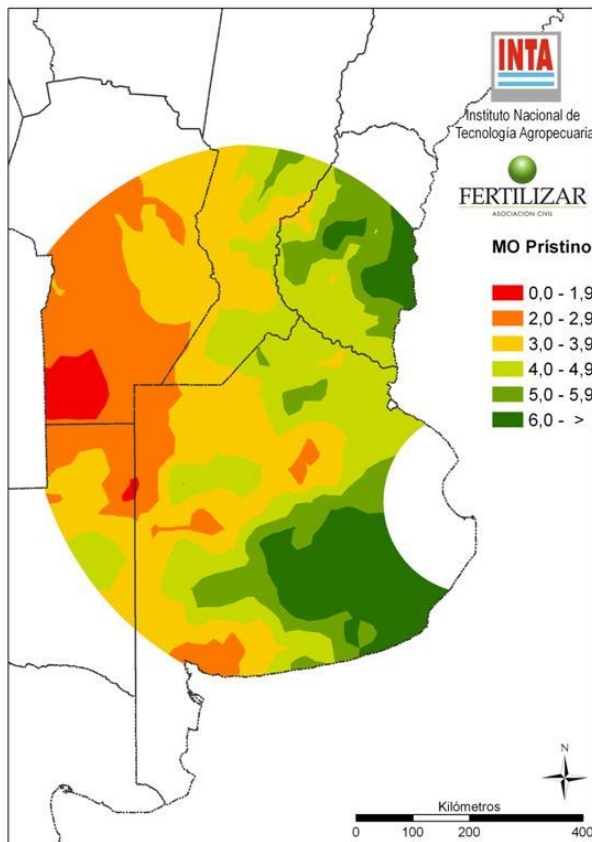 INTA
Instituto Nacional de
Tecnología Agropecuaria
FERTILIZAR
ASOCIACION CIVIL
MO Prístino
0,0 - 1,9
2,0 - 2,9
3,0 - 3,9
4,0 - 4,9
5,0 - 5,9
6,0 - >
N
Kilómetros
0 100 200 400